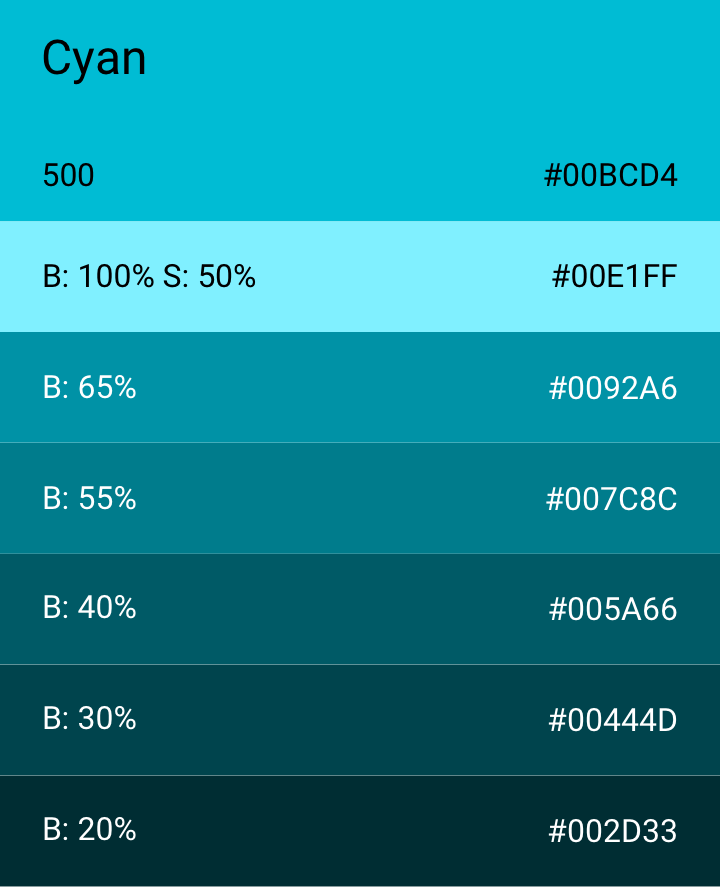 Cyan
500 #00BCD4
B: 100% S: 50% #00E1FF
B: 65% #0092A6
B: 55% #007C8C
B: 40% #005A66
B: 30% #00444D
B: 20% #002D33